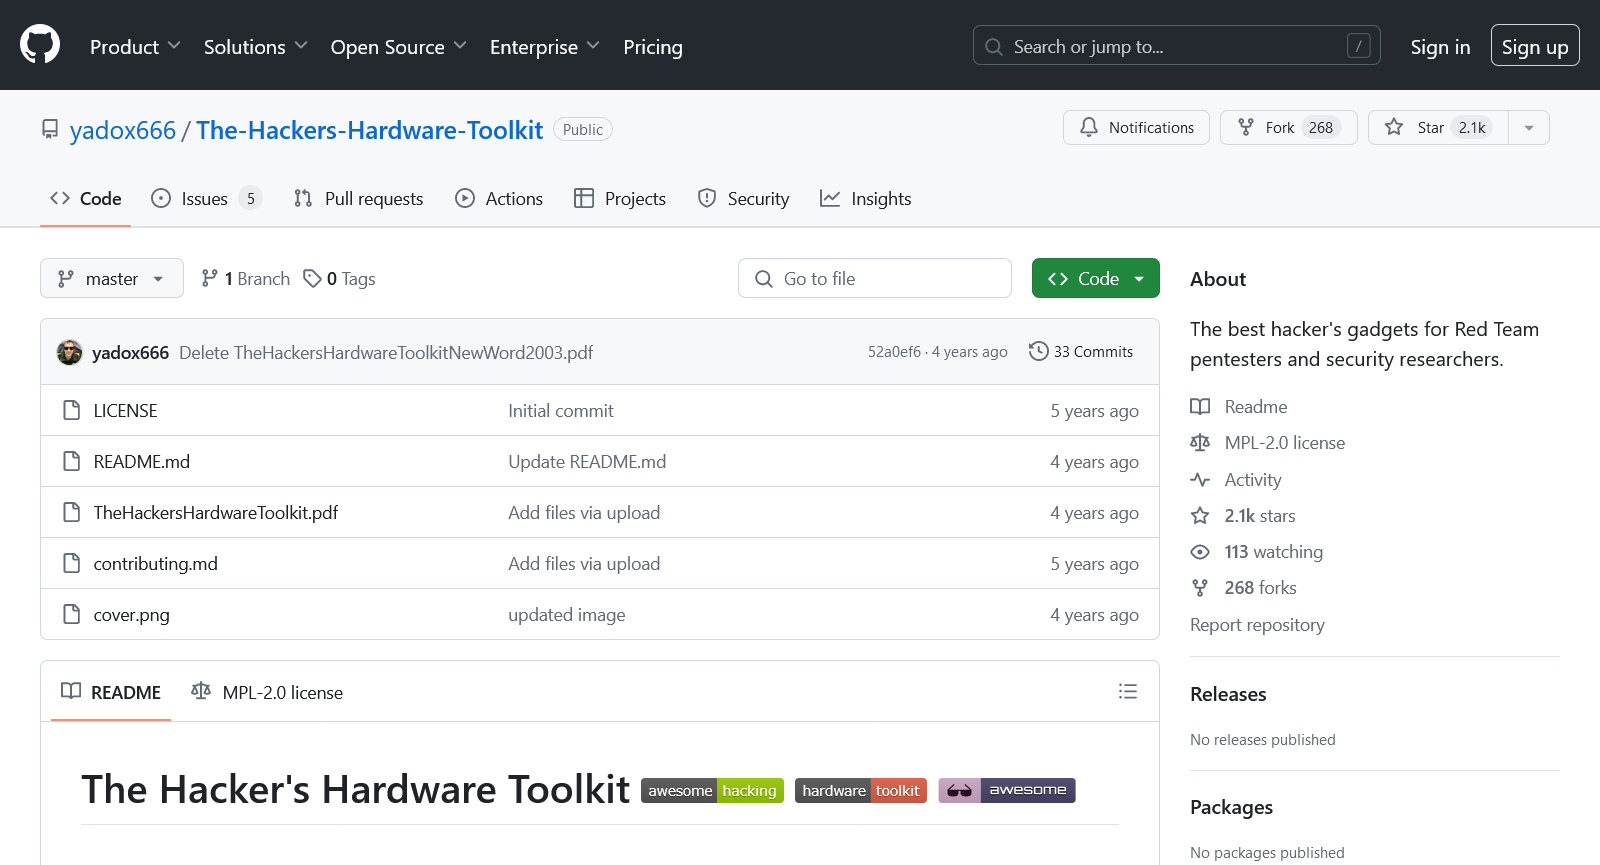 Product Solutions Open Source Enterprise Pricing Search or jump to... / Sign in Sign up
yadox666 / The-Hackers-Hardware-Toolkit Public Notifications Fork 268 Star 2.1k
Code Issues 5 Pull requests Actions Projects Security Insights
master 1 Branch 0 Tags Go to file Code
yadox666 Delete TheHackersHardwareToolkitNewWord2003.pdf 52a0ef6 · 4 years ago 33 Commits
LICENSE Initial commit 5 years ago
README.md Update README.md 4 years ago
TheHackersHardwareToolkit.pdf Add files via upload 4 years ago
contributing.md Add files via upload 5 years ago
cover.png updated image 4 years ago
README MPL-2.0 license
The Hacker's Hardware Toolkit awesome hacking hardware toolkit awesome
About
The best hacker's gadgets for Red Team
pentesters and security researchers.
Readme
MPL-2.0 license
Activity
2.1k stars
113 watching
268 forks
Report repository
Releases
No releases published
Packages
No packages published